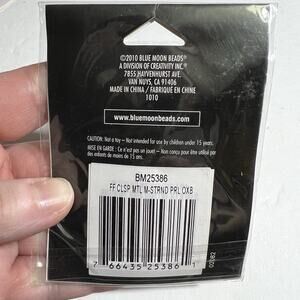 ©2010 BLUE MOON BEADS®
A DIVISION OF CREATIVITY INC.®
7855 HAYVENHURST AVE.
VAN NUYS, CA 91406
MADE IN CHINA / FABRIQUE EN CHINE
1010
www.bluemoonbeads.com
CAUTION: Not a toy – Not intended for use by children under 15 years.
MISE EN GARDE : Ce n'est pas un jouet – Non conçu pour être utilisé par
des enfants de moins de 15 ans.
BM25386
FF CLSP MTL M-STRND PRL OXB
7 66435 25386 1